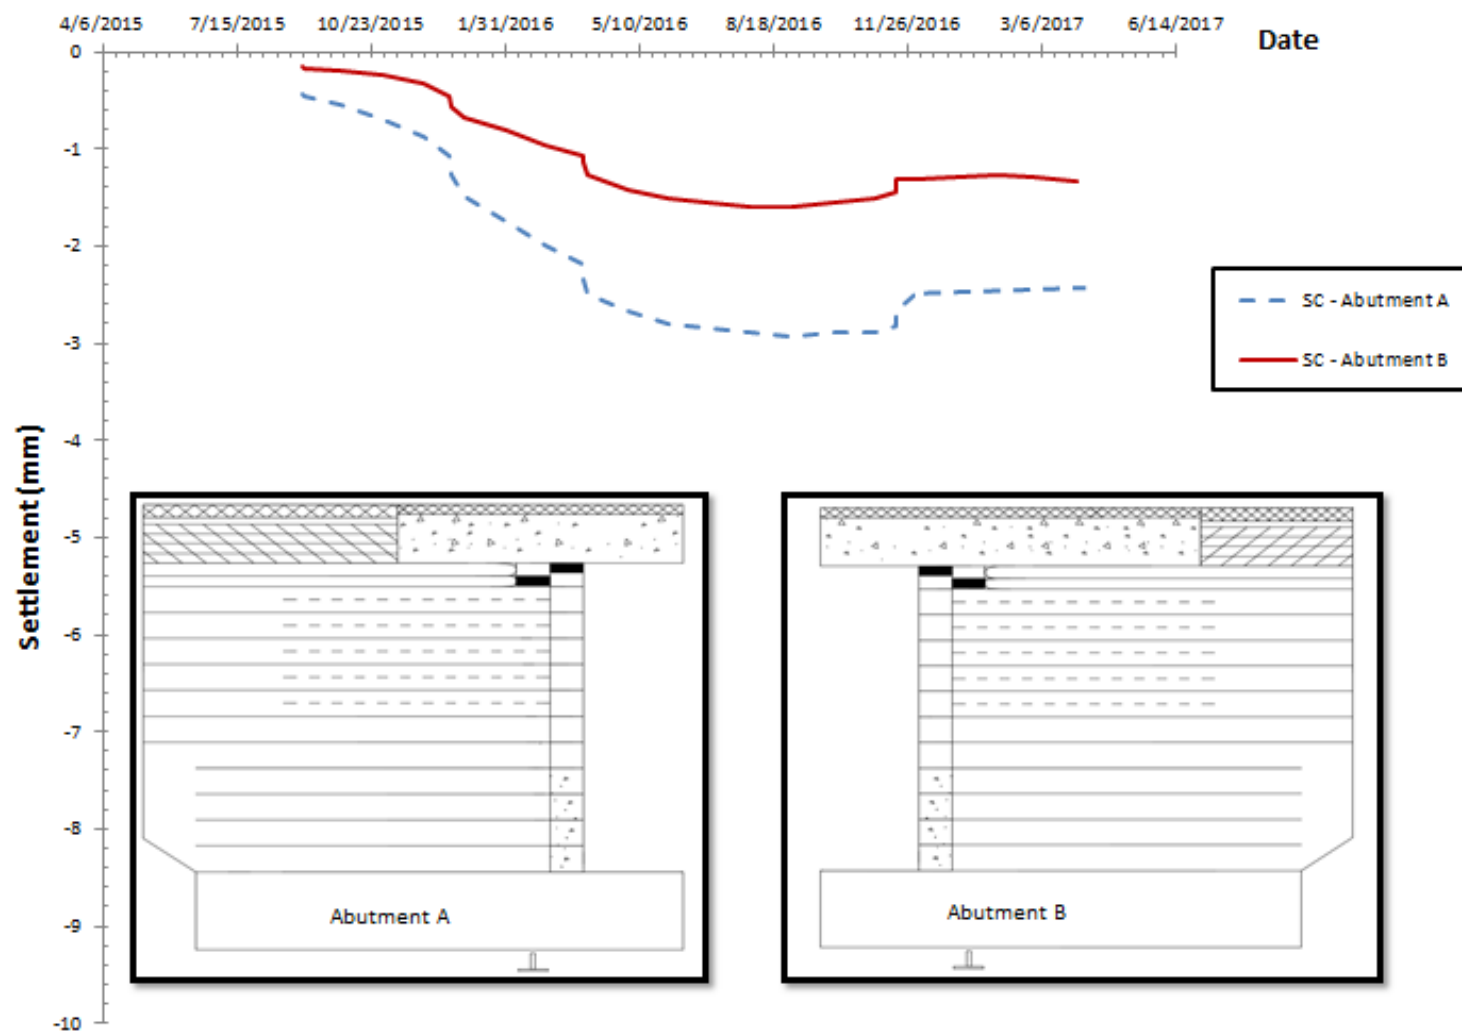 4/6/2015 7/15/2015 10/23/2015 1/31/2016 5/10/2016 8/18/2016 11/26/2016 3/6/2017 6/14/2017
Date
0
-1
-2
-3
-4
-5
-6
-7
-8
-9
-10
Settlement (mm)
SC - Abutment A
SC - Abutment B
Abutment A
Abutment B